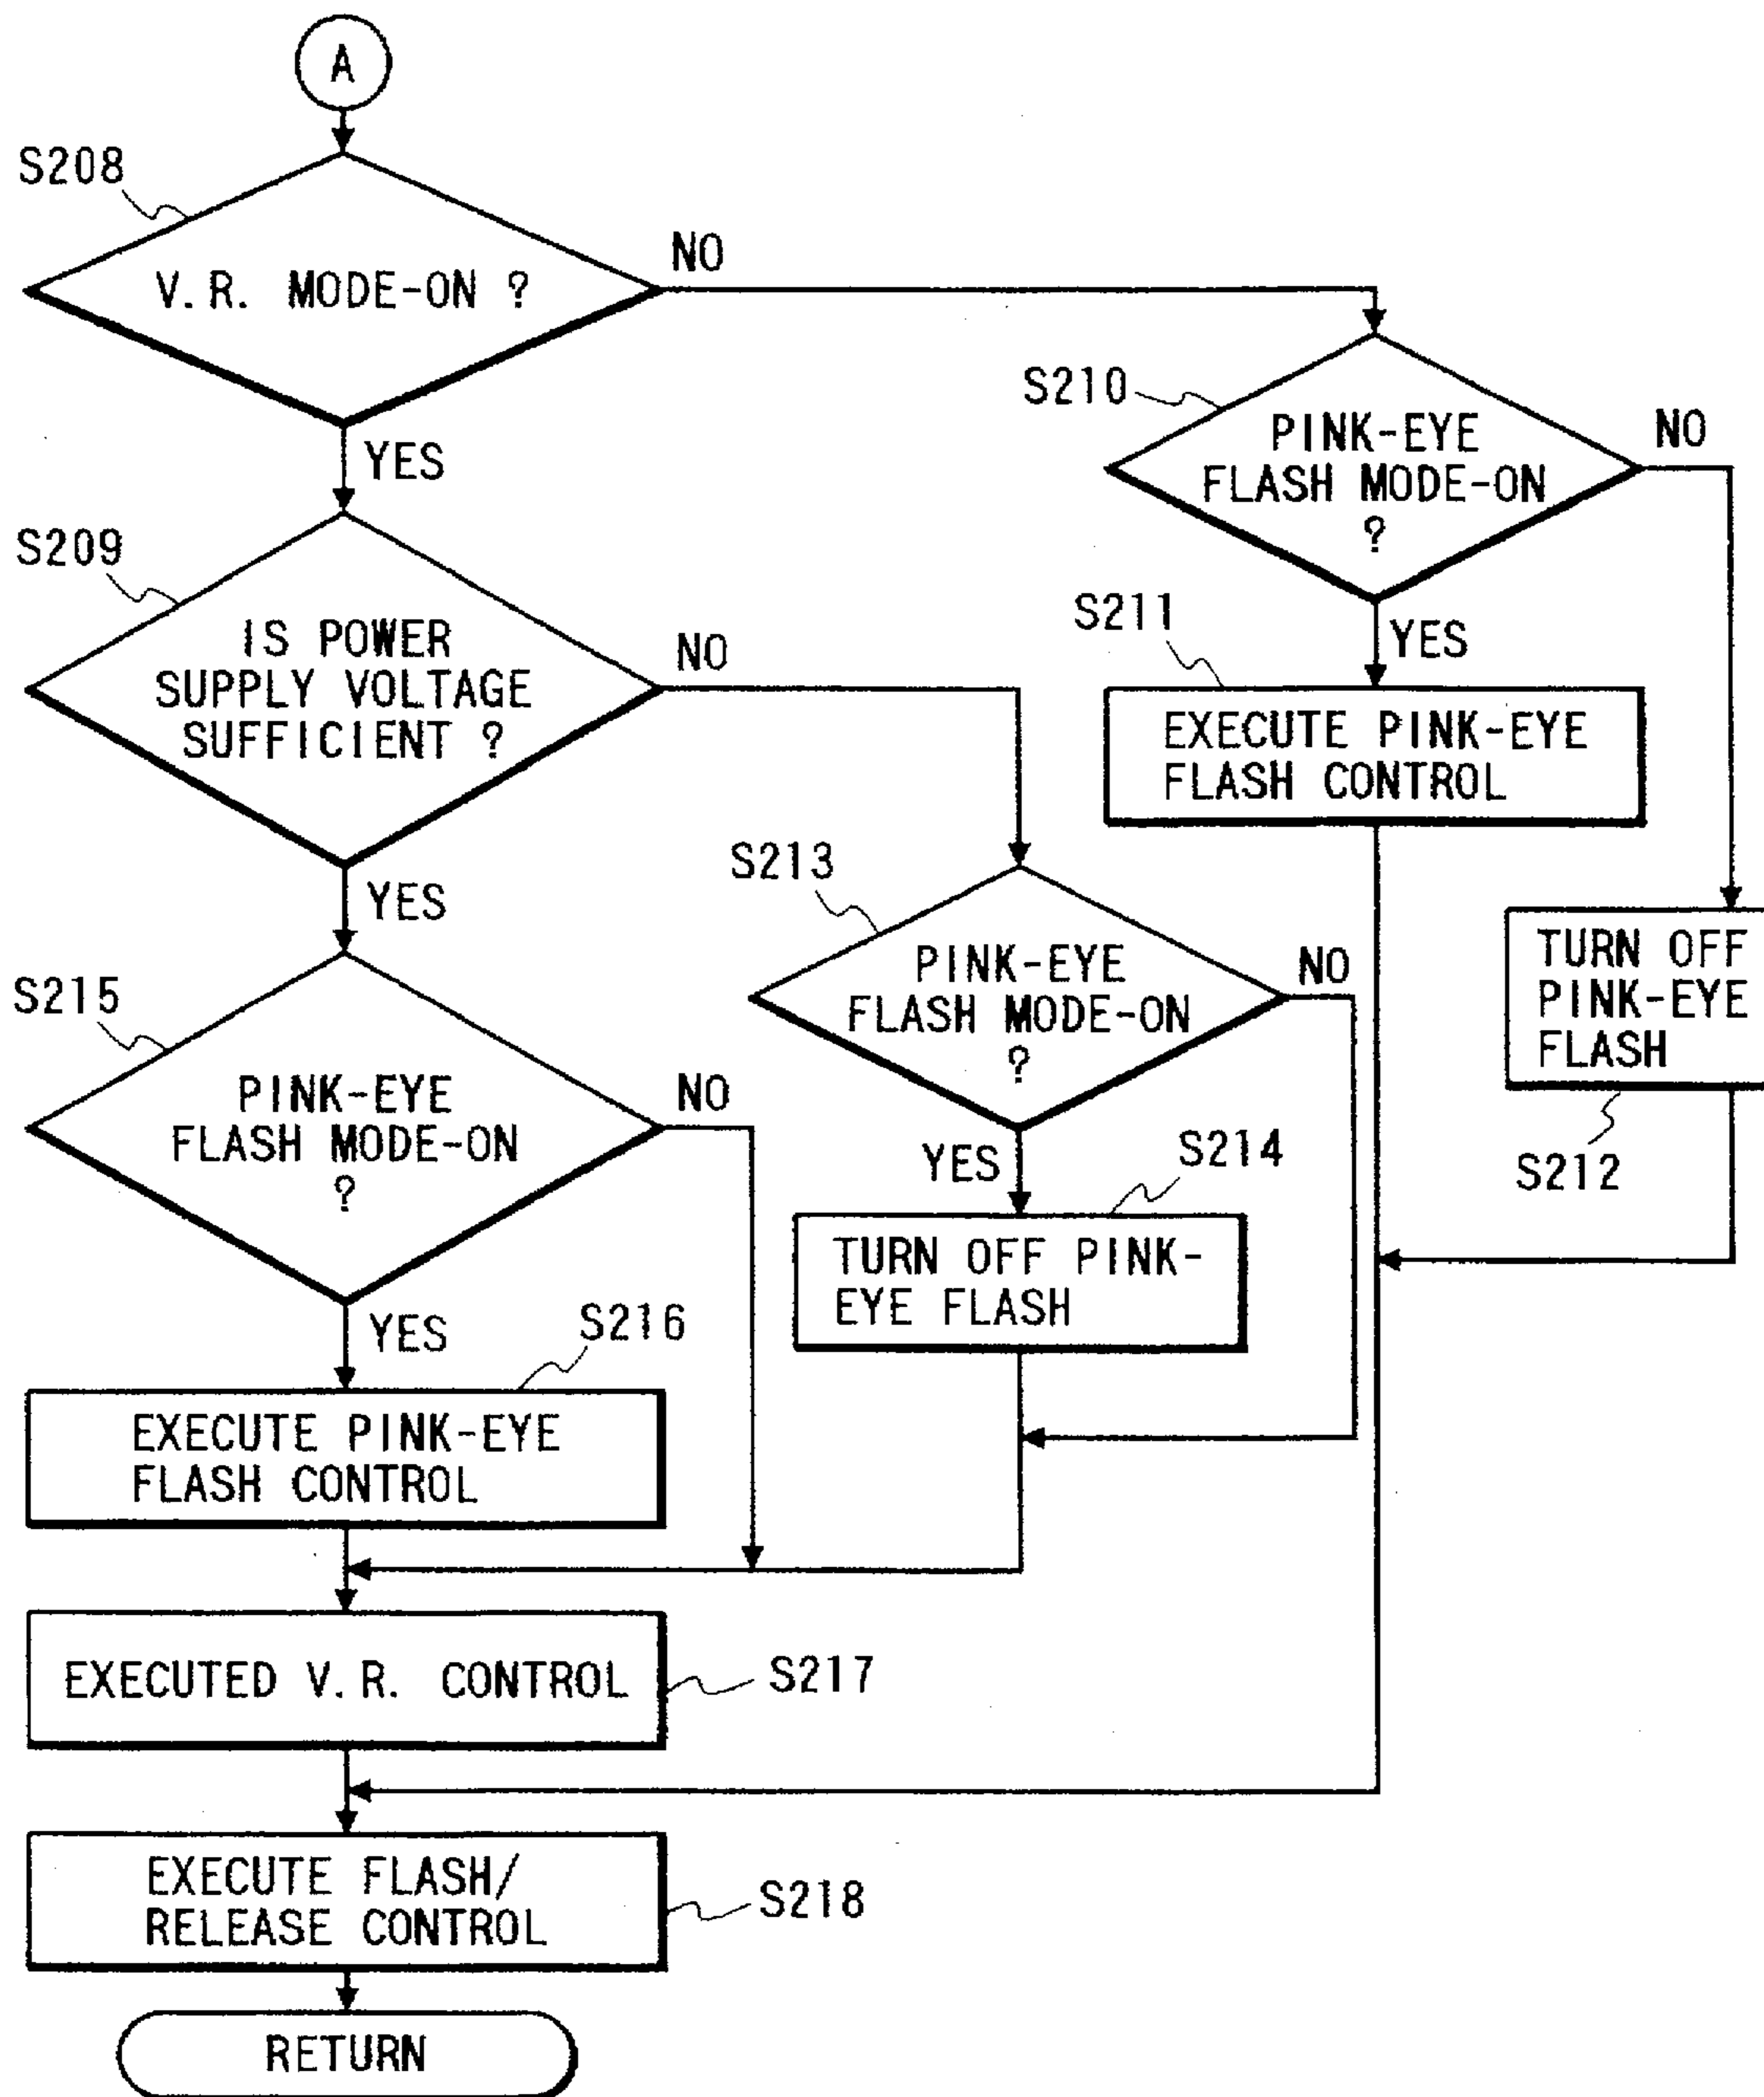 A
S208
V.R. MODE-ON ?
NO
YES
S210
PINK-EYE
FLASH MODE-ON
?
NO
YES
S209
IS POWER
SUPPLY VOLTAGE
SUFFICIENT ?
NO
YES
S211
EXECUTE PINK-EYE
FLASH CONTROL
S213
PINK-EYE
FLASH MODE-ON
?
NO
YES
TURN OFF
PINK-EYE
FLASH
S212
S215
PINK-EYE
FLASH MODE-ON
?
NO
YES
S214
TURN OFF PINK-
EYE FLASH
S216
EXECUTE PINK-EYE
FLASH CONTROL
EXECUTED V.R. CONTROL
S217
EXECUTE FLASH/
RELEASE CONTROL
S218
RETURN